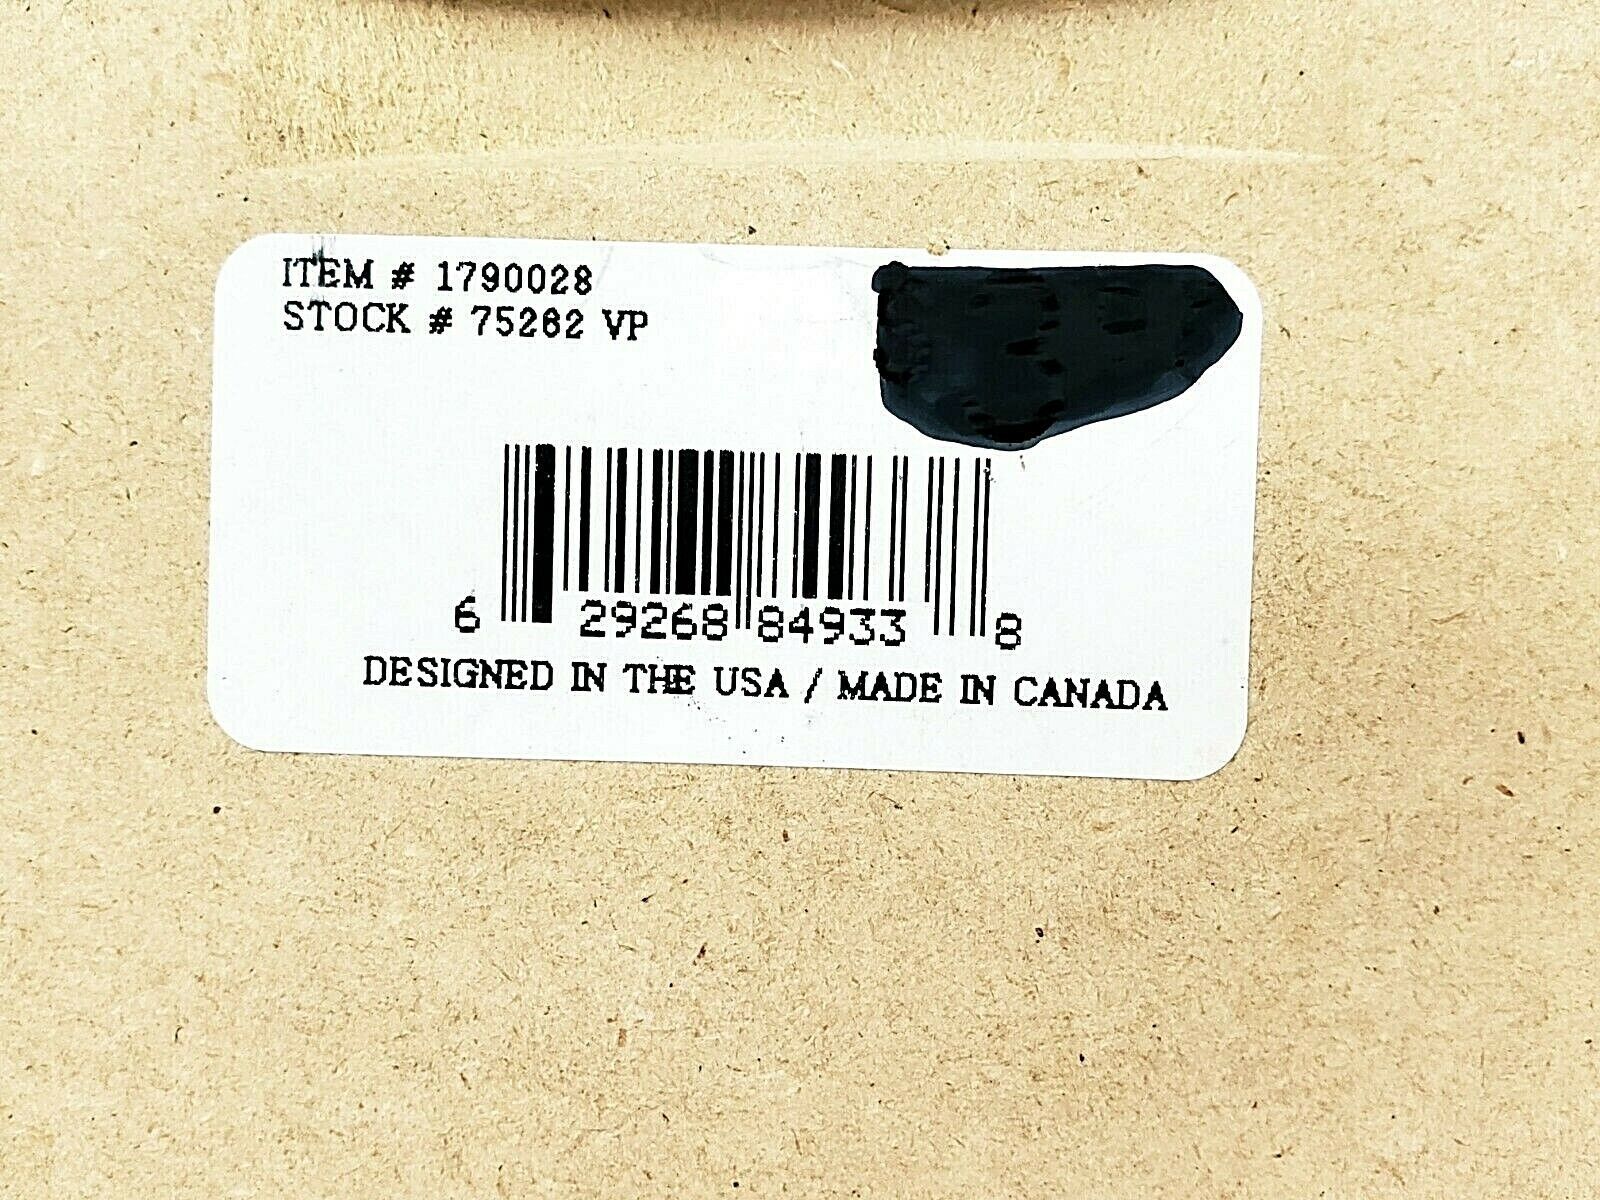 ITEM # 1790028
STOCK # 75262 VP
6 29268 84933 8
DESIGNED IN THE USA / MADE IN CANADA